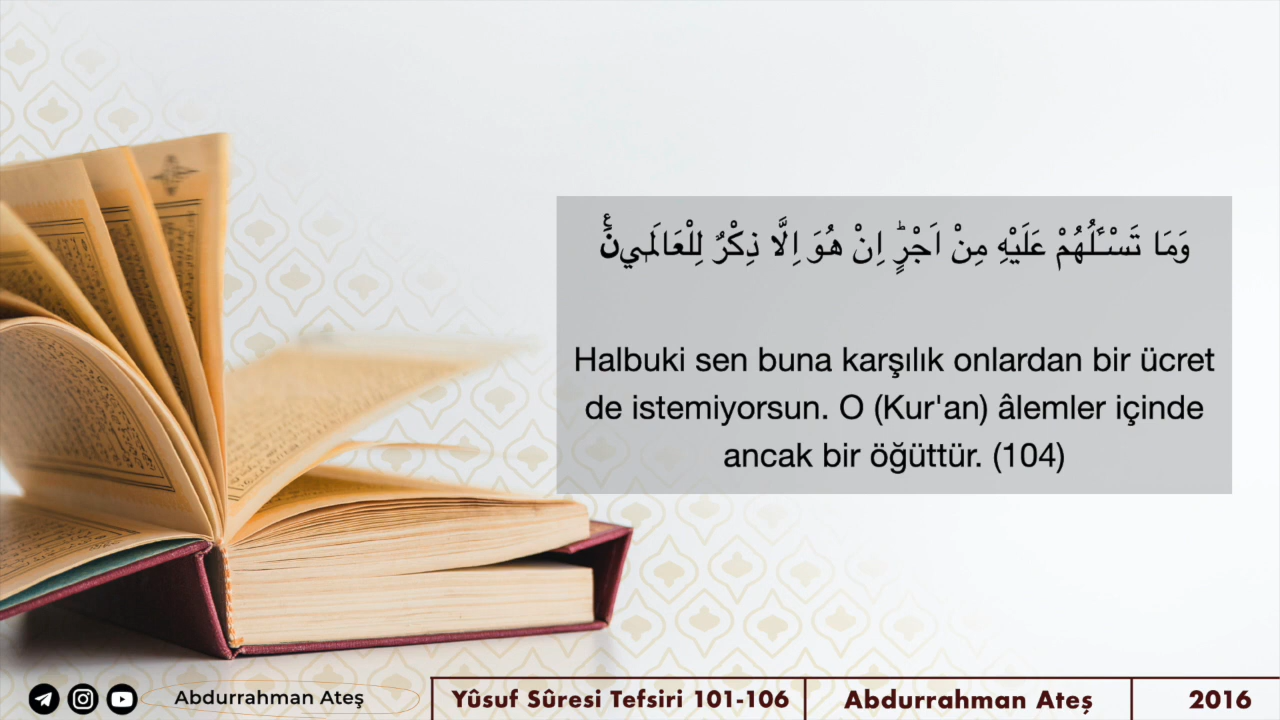 وَمَا تَسْـَٔلُهُمْ عَلَيْهِ مِنْ اَجْرٍۜ اِنْ هُوَ اِلَّا ذِكْرٌ لِلْعَالَمٖينَࣖ
Halbuki sen buna karşılık onlardan bir ücret
de istemiyorsun. O (Kur'an) âlemler içinde
ancak bir öğüttür. (104)
Abdurrahman Ateş
Yûsuf Sûresi Tefsiri 101-106
Abdurrahman Ateş
2016